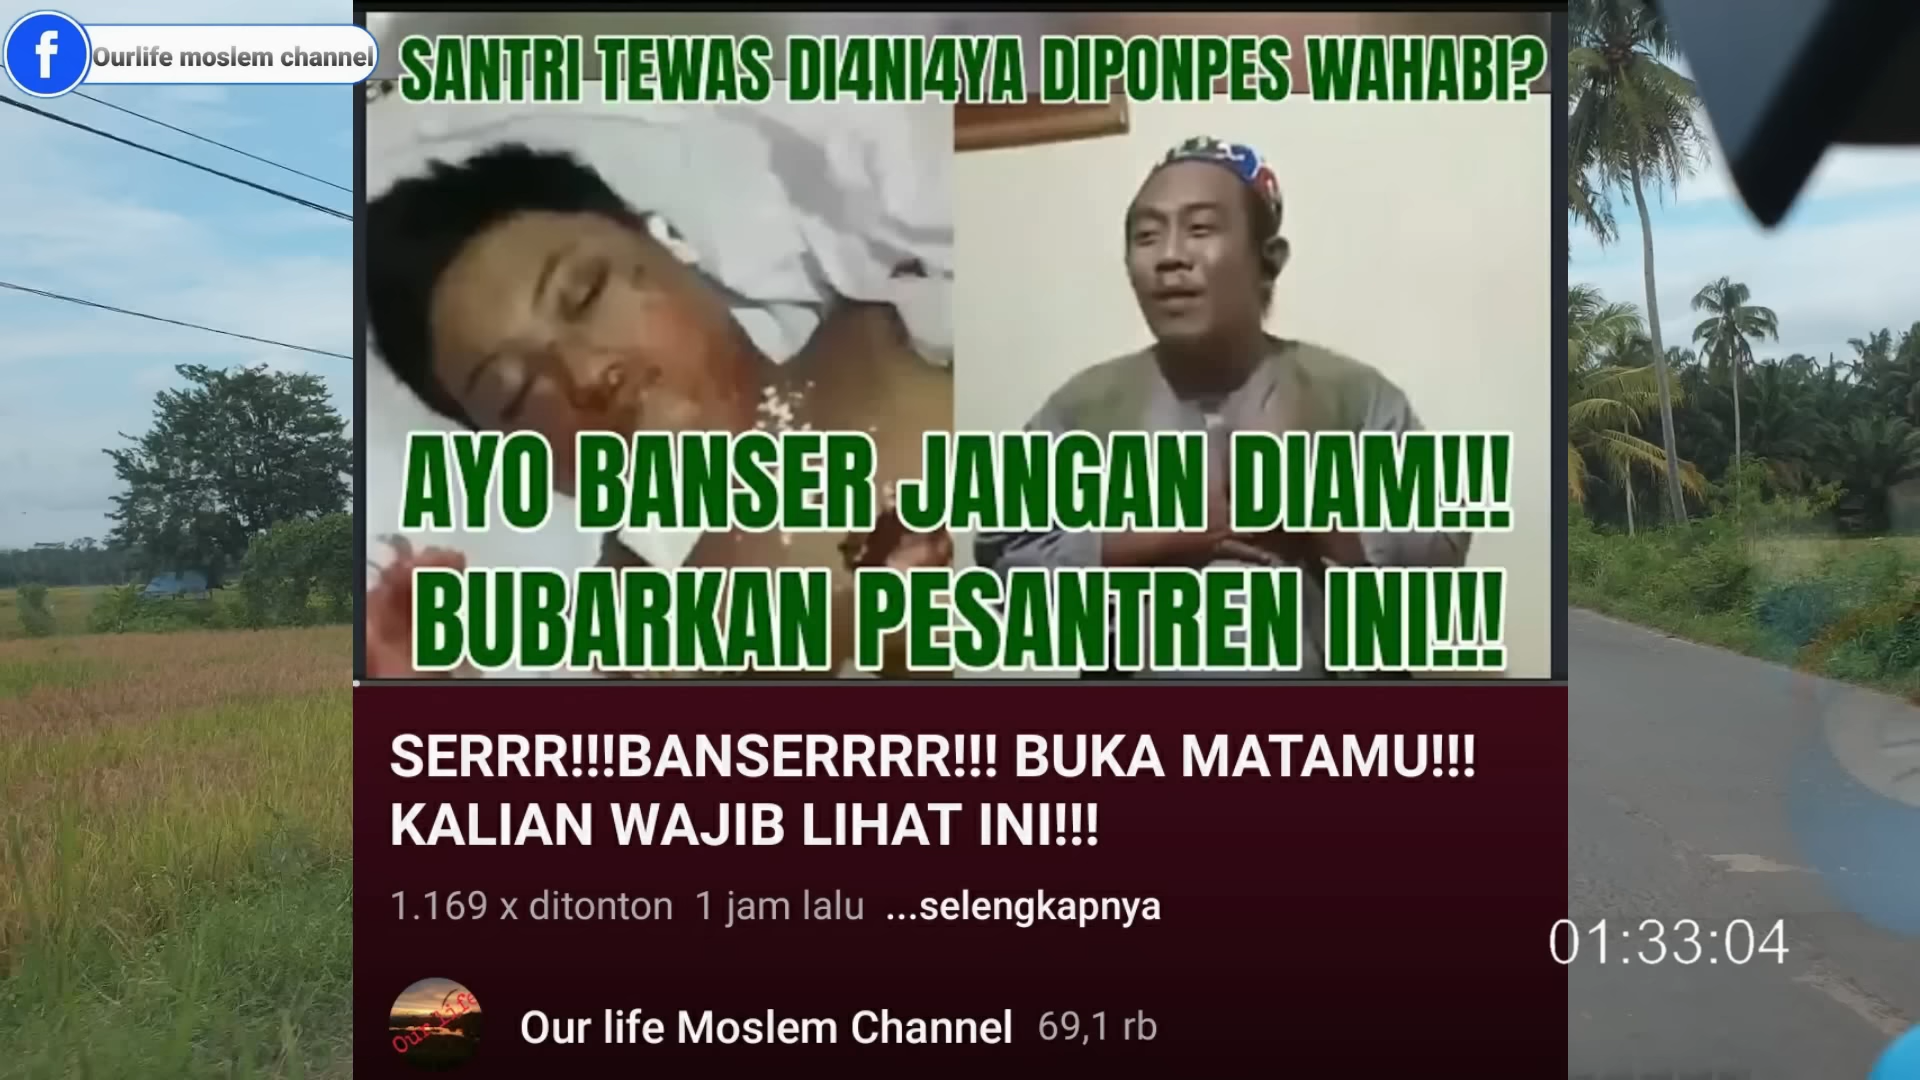 f Ourlife moslem channel
SANTRI TEWAS DI4NI4YA DIPONPES WAHABI?
AYO BANSER JANGAN DIAM!!!
BUBARKAN PESANTREN INI!!!
SERRR!!!BANSERRRR!!! BUKA MATAMU!!!
KALIAN WAJIB LIHAT INI!!!
1.169 x ditonton 1 jam lalu ...selengkapnya
01:33:04
Our life
Our life Moslem Channel 69,1 rb